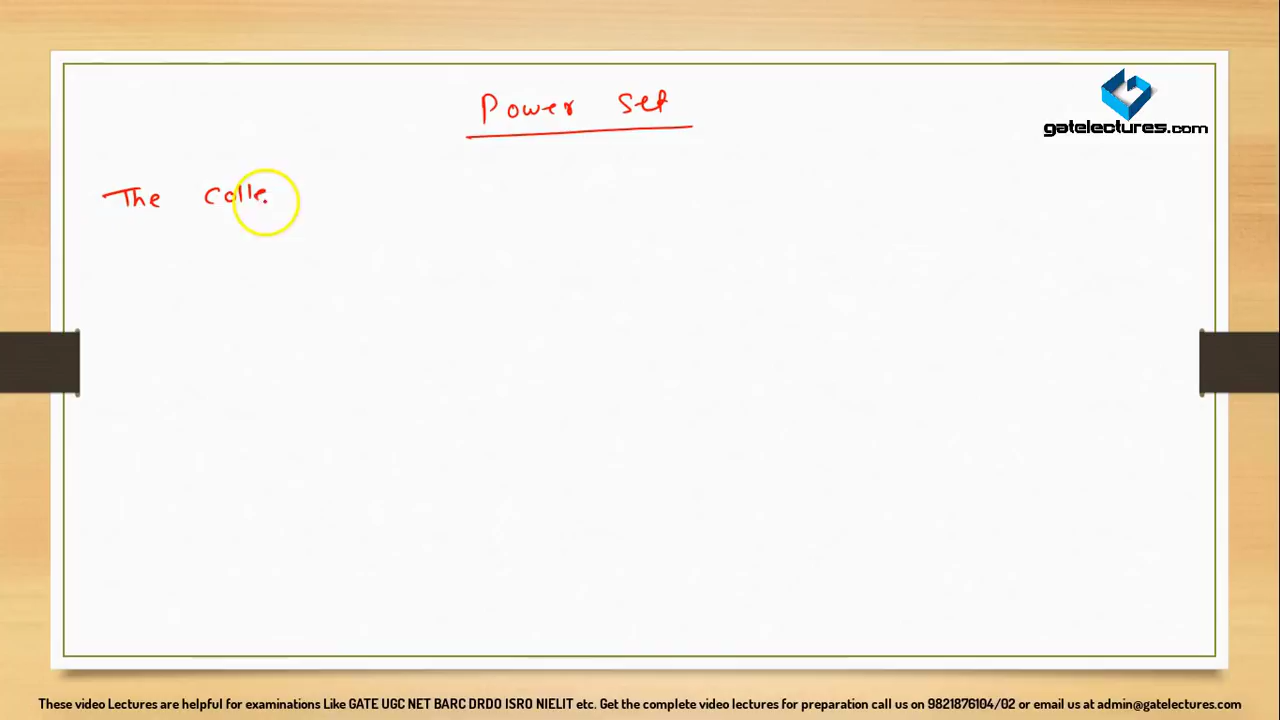 Power Set
gatelectures.com
The Colle
These video Lectures are helpful for examinations Like GATE UGC NET BARC DRDO ISRO NIELIT etc. Get the complete video lectures for preparation call us on 9821876104/02 or email us at admin@gatelectures.com